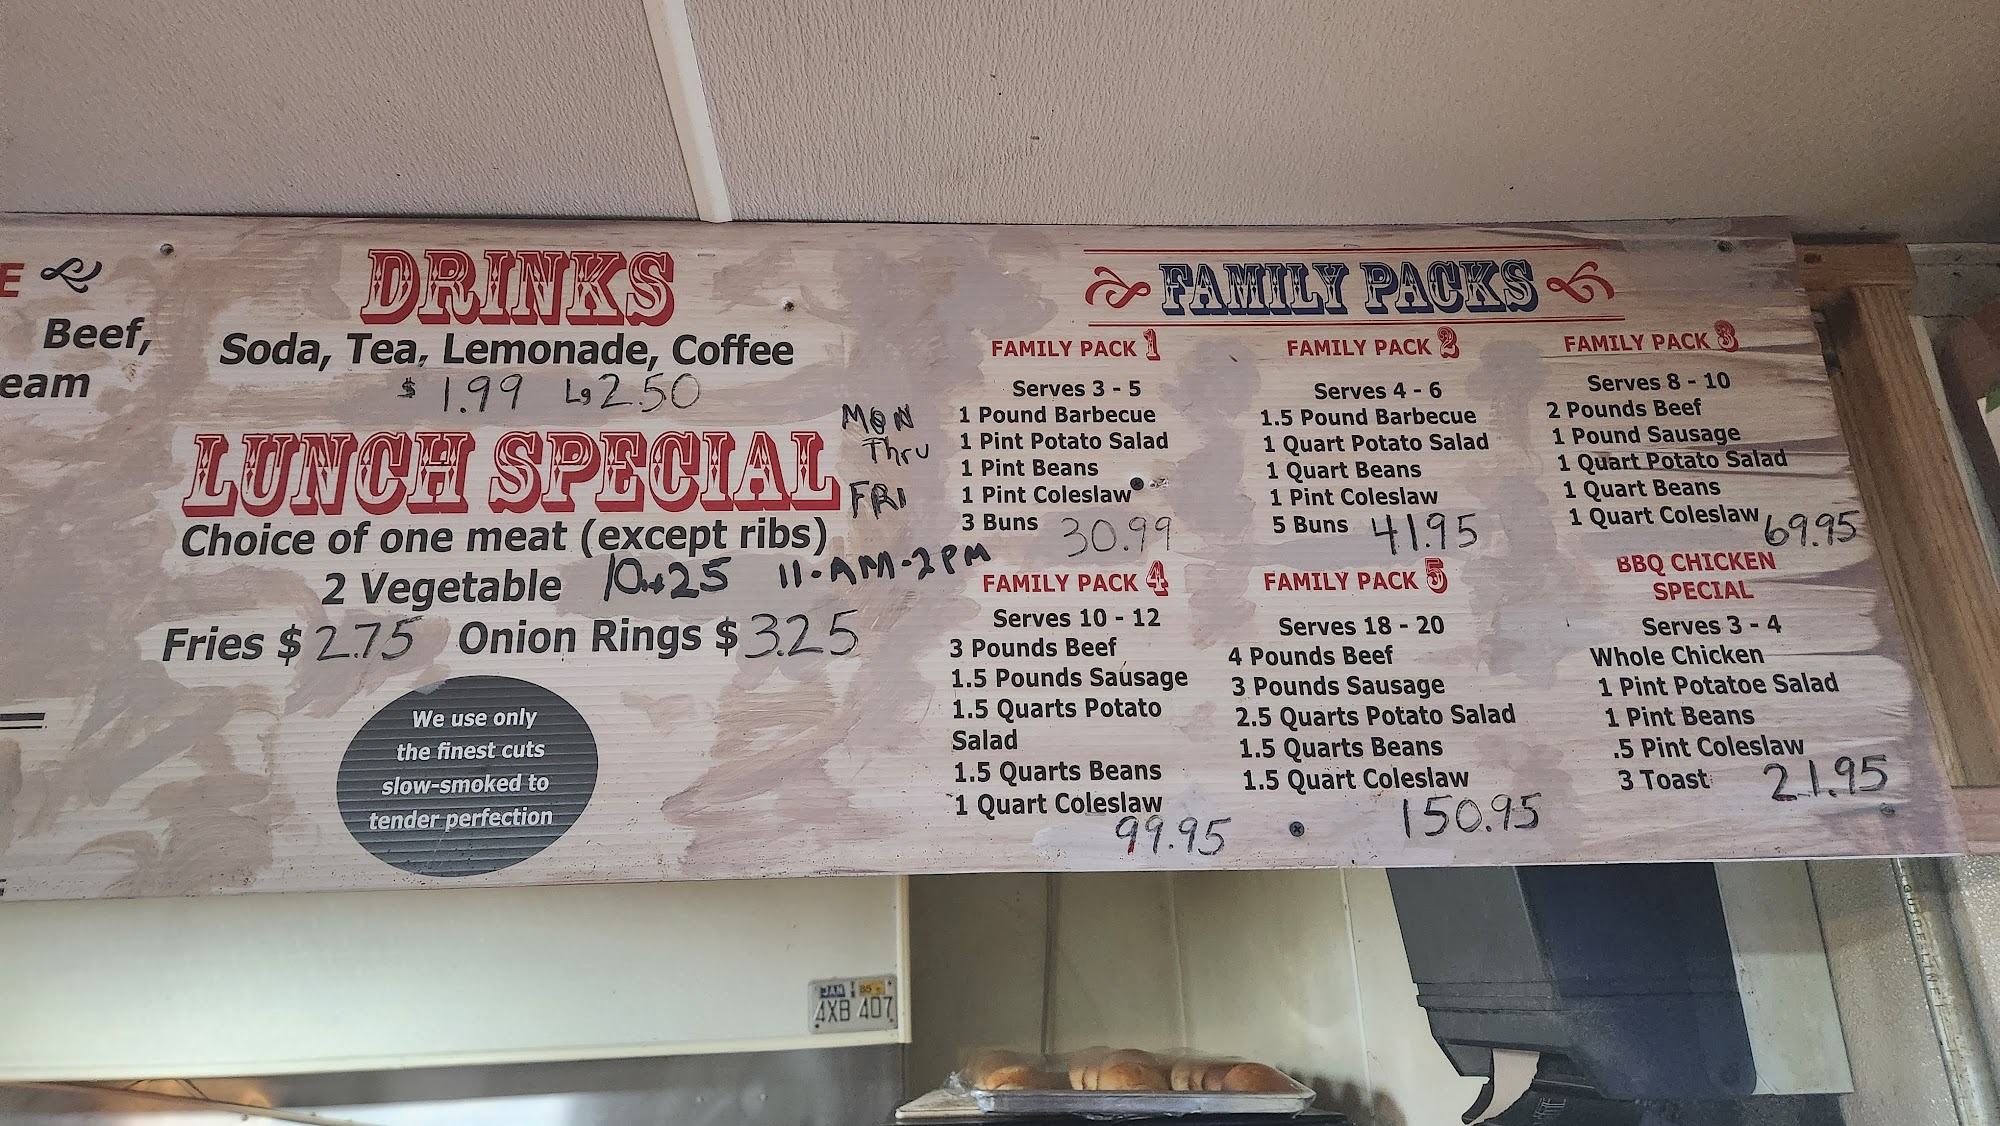 E
Beef,
eam
DRINKS
Soda, Tea, Lemonade, Coffee
$ 1.99 Lg 2.50
LUNCH SPECIAL
MON
Thru
FRI
Choice of one meat (except ribs)
2 Vegetable 10.25 11-AM-2PM
Fries $ 2.75 Onion Rings $ 3.25
We use only
the finest cuts
slow-smoked to
tender perfection
FAMILY PACKS
FAMILY PACK 1
Serves 3 - 5
1 Pound Barbecue
1 Pint Potato Salad
1 Pint Beans
1 Pint Coleslaw
3 Buns 30.99
FAMILY PACK 2
Serves 4 - 6
1.5 Pound Barbecue
1 Quart Potato Salad
1 Quart Beans
1 Pint Coleslaw
5 Buns 41.95
FAMILY PACK 3
Serves 8 - 10
2 Pounds Beef
1 Pound Sausage
1 Quart Potato Salad
1 Quart Beans
1 Quart Coleslaw 69.95
FAMILY PACK 4
Serves 10 - 12
3 Pounds Beef
1.5 Pounds Sausage
1.5 Quarts Potato
Salad
1.5 Quarts Beans
1 Quart Coleslaw
99.95
FAMILY PACK 5
Serves 18 - 20
4 Pounds Beef
3 Pounds Sausage
2.5 Quarts Potato Salad
1.5 Quarts Beans
1.5 Quart Coleslaw
150.95
BBQ CHICKEN
SPECIAL
Serves 3 - 4
Whole Chicken
1 Pint Potatoe Salad
1 Pint Beans
.5 Pint Coleslaw
3 Toast 21.95
4XB 407